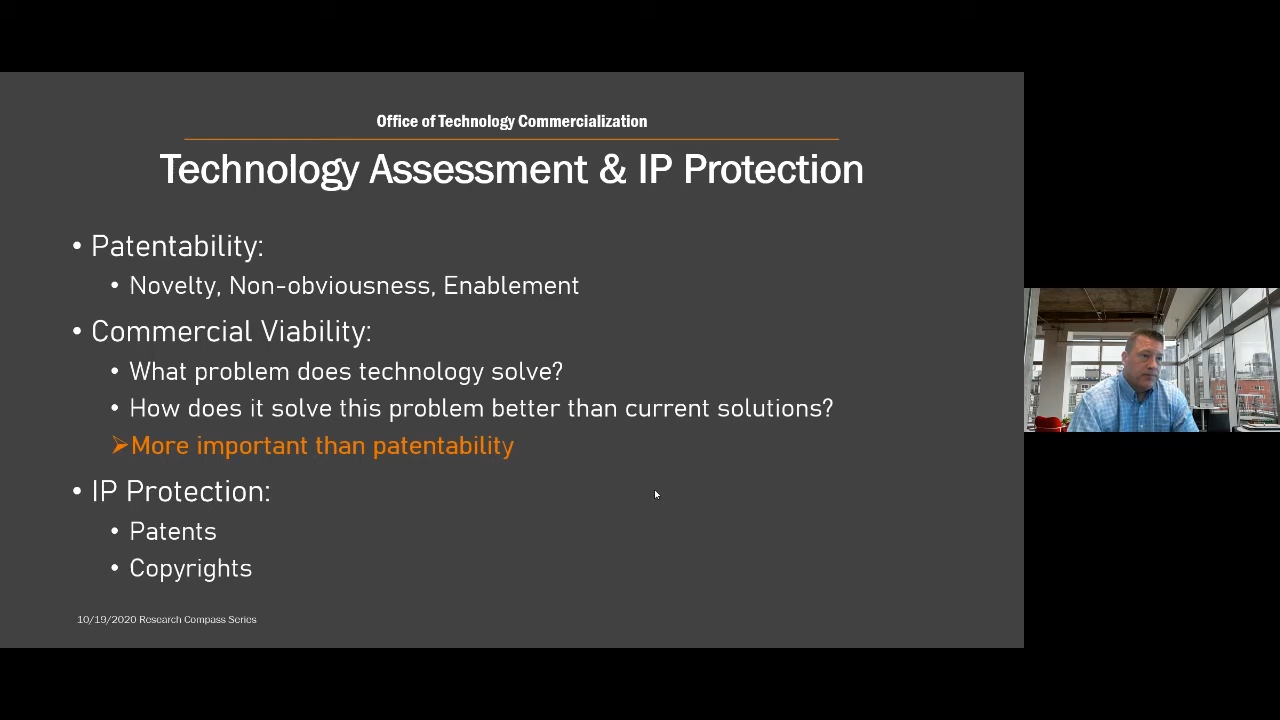 Office of Technology Commercialization
Technology Assessment & IP Protection
• Patentability:
• Novelty, Non-obviousness, Enablement
• Commercial Viability:
• What problem does technology solve?
• How does it solve this problem better than current solutions?
➢More important than patentability
• IP Protection:
• Patents
• Copyrights
10/19/2020 Research Compass Series